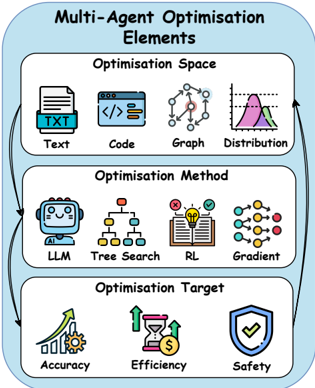 Multi-Agent Optimisation
Elements
Optimisation Space
TXT
</>
Text Code Graph Distribution
Optimisation Method
AI
LLM Tree Search RL Gradient
Optimisation Target
$
Accuracy Efficiency Safety